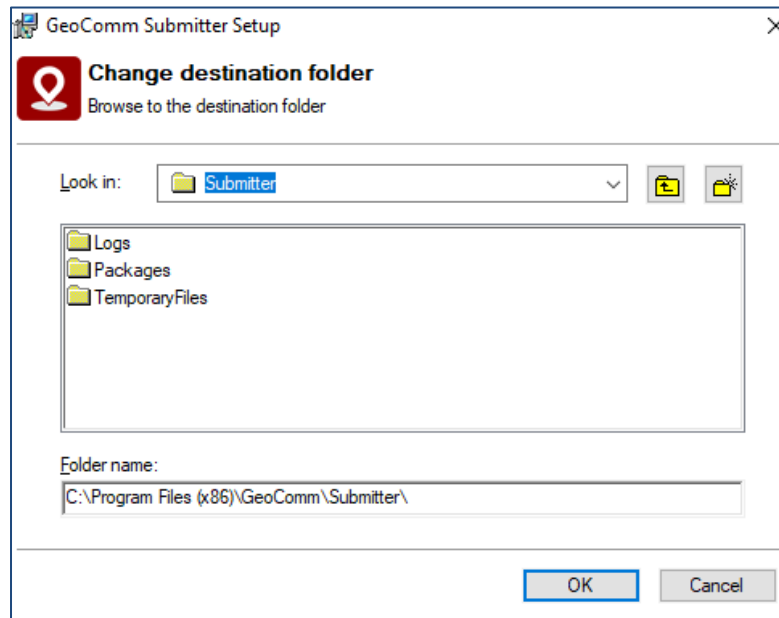 GeoComm Submitter Setup
Change destination folder
Browse to the destination folder
Look in:
Submitter
Logs
Packages
TemporaryFiles
Folder name:
C:\Program Files (x86)\GeoComm\Submitter\
OK
Cancel